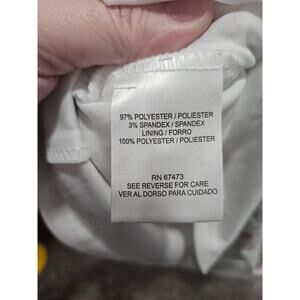 97% POLYESTER / POLIESTER
3% SPANDEX / SPANDEX
LINING / FORRO
100% POLYESTER / POLIESTER
RN 67473
SEE REVERSE FOR CARE
VER AL DORSO PARA CUIDADO